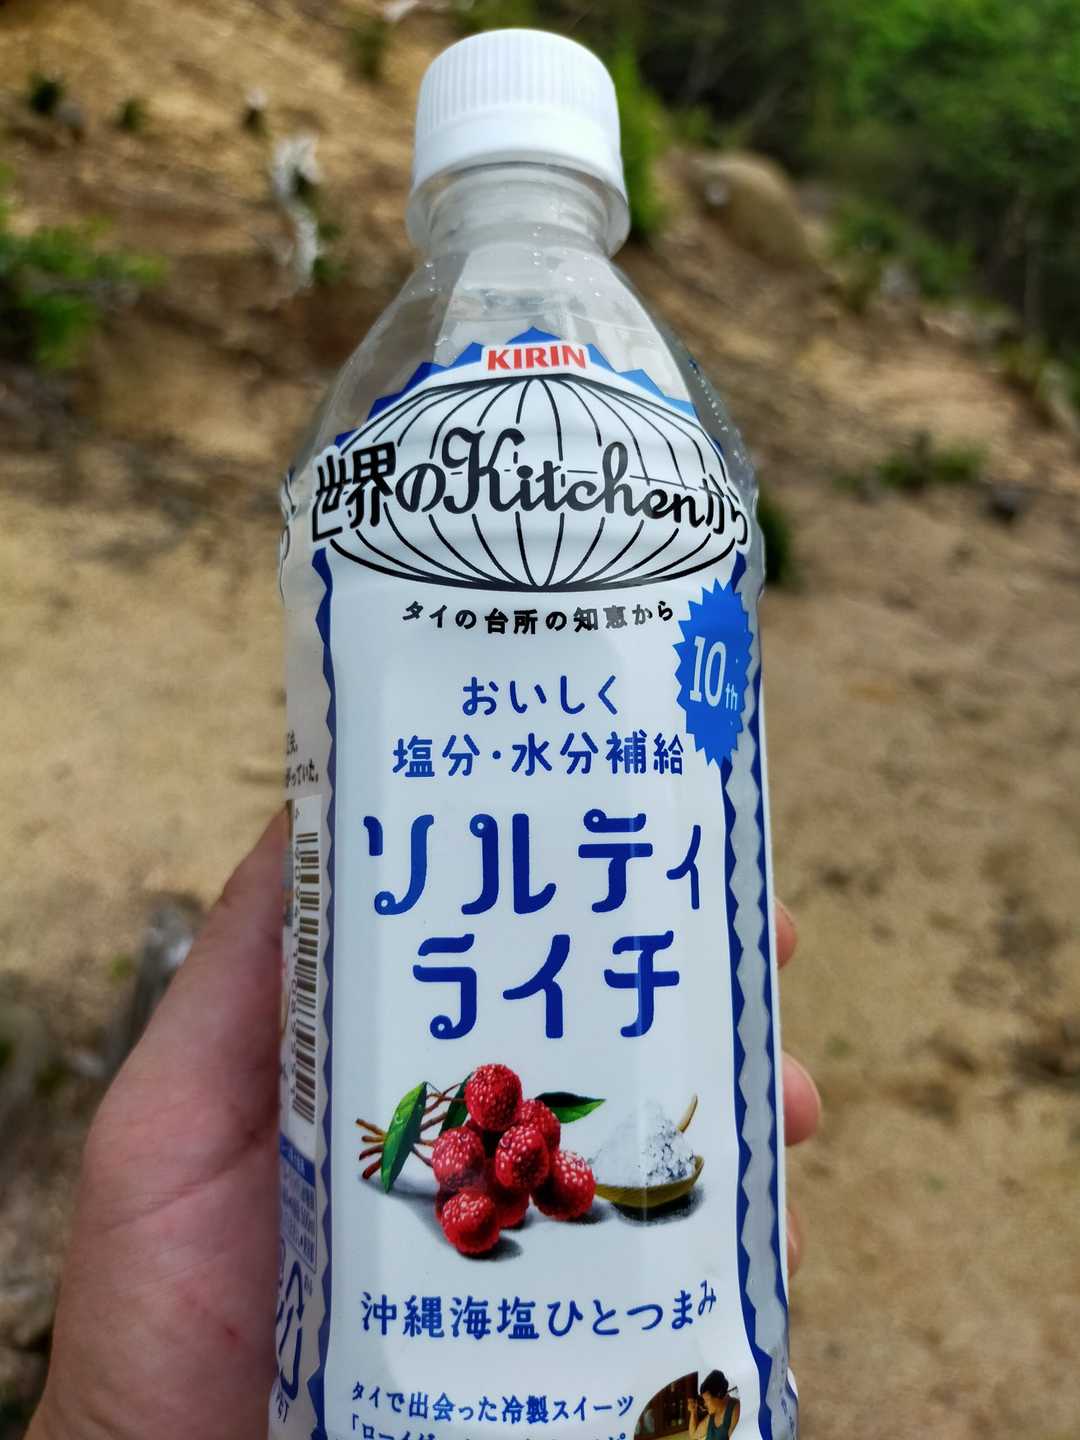 KIRIN
世界のKitchenから
タイの台所の知恵から
10th
おいしく
塩分・水分補給
ソルティ
ライチ
沖縄海塩ひとつまみ
タイで出会った冷製スイーツ